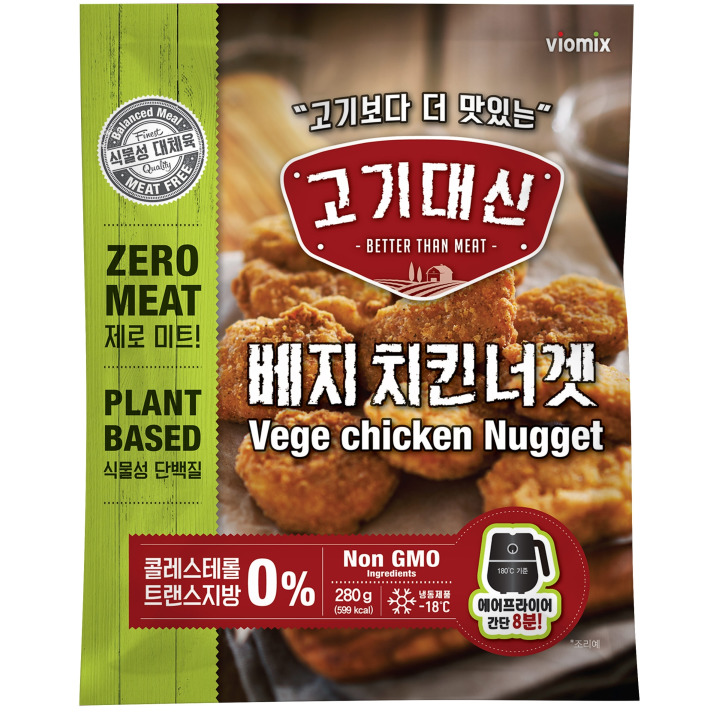 viomix
"고기보다 더 맛있는"
고기대신
- BETTER THAN MEAT -
Balanced Meal
Finest
식물성 대체육
Quality
MEAT FREE
ZERO
MEAT
제로 미트!
PLANT
BASED
식물성 단백질
베지 치킨너겟
Vege chicken Nugget
콜레스테롤
트랜스지방 0%
Non GMO
Ingredients
280g
(599 kcal)
냉동제품
-18℃
180℃ 기준
에어프라이어
간단 8분!
*조리예